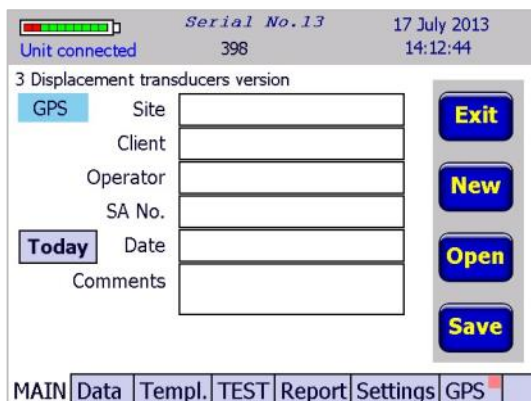 Serial No.13 17 July 2013
Unit connected 398 14:12:44
3 Displacement transducers version
GPS Site Exit
Client
Operator New
SA No.
Today Date Open
Comments
Save
MAIN Data Templ. TEST Report Settings GPS